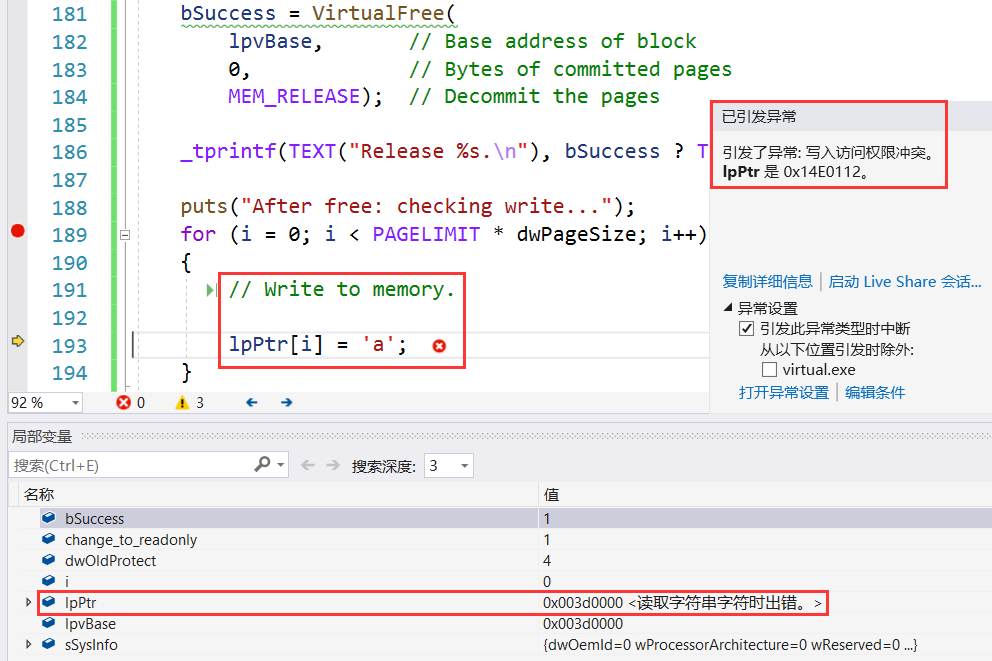 181 bSuccess = VirtualFree(
182 lpvBase, // Base address of block
183 0, // Bytes of committed pages
184 MEM_RELEASE); // Decommit the pages
185
186 _tprintf(TEXT("Release %s.\n"), bSuccess ? T
187
188 puts("After free: checking write...");
189 for (i = 0; i < PAGELIMIT * dwPageSize; i++)
190 {
191 // Write to memory.
192
193 lpPtr[i] = 'a';
194 }
已引发异常
引发了异常: 写入访问权限冲突。
lpPtr 是 0x14E0112。
复制详细信息 | 启动 Live Share 会话...
异常设置
引发此异常类型时中断
从以下位置引发时除外:
virtual.exe
打开异常设置 | 编辑条件
92 % 0 3
局部变量
搜索(Ctrl+E) 搜索深度: 3
名称 值
bSuccess 1
change_to_readonly 1
dwOldProtect 4
i 0
lpPtr 0x003d0000 <读取字符串字符时出错。>
lpvBase 0x003d0000
sSysInfo {dwOemId=0 wProcessorArchitecture=0 wReserved=0 ...}